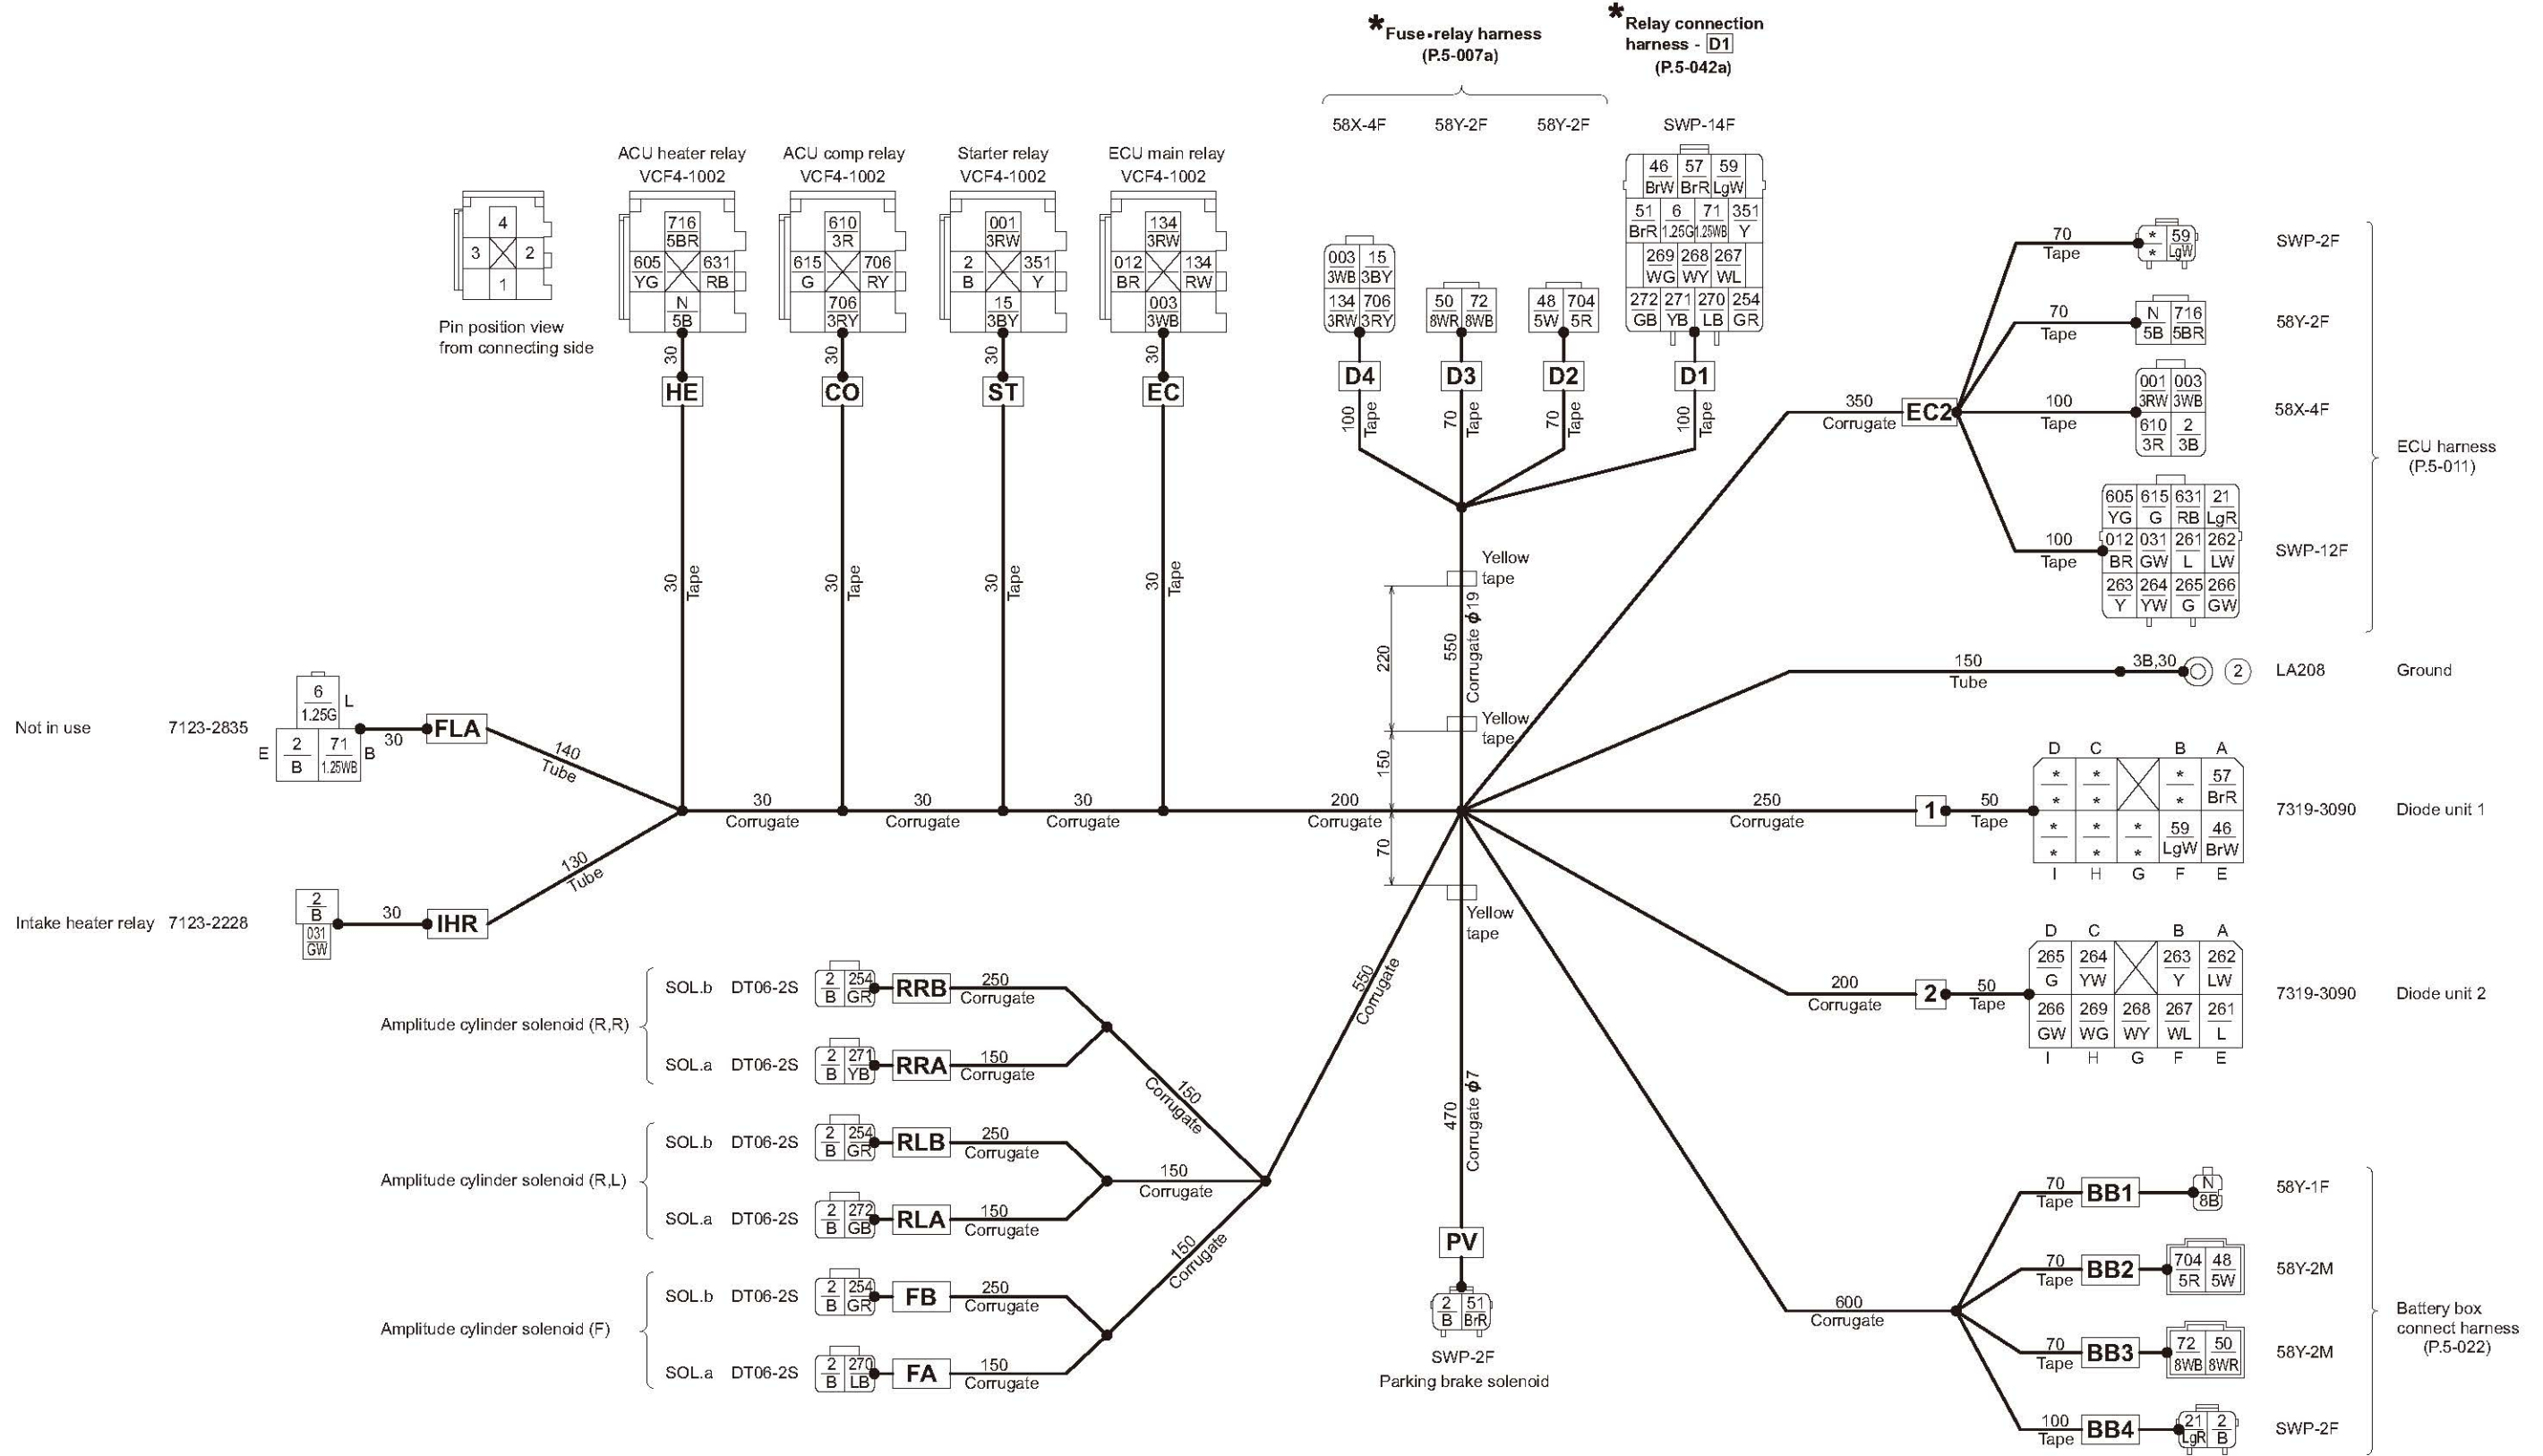 *Fuse•relay harness
(P.5-007a)
*Relay connection
harness - D1
(P.5-042a)
58X-4F
58Y-2F
58Y-2F
SWP-14F
ACU heater relay
VCF4-1002
ACU comp relay
VCF4-1002
Starter relay
VCF4-1002
ECU main relay
VCF4-1002
4
3 2
1
Pin position view
from connecting side
716
5BR
605 631
YG RB
N
5B
30
HE
30
Tape
610
3R
615 706
G RY
706
3RY
30
CO
30
Tape
001
3RW
2 351
B Y
15
3BY
30
ST
30
Tape
134
3RW
012 134
BR RW
003
3WB
30
EC
30
Tape
003 15
3WB 3BY
134 706
3RW 3RY
D4
100
Tape
50 72
8WR 8WB
D3
70
Tape
48 704
5W 5R
D2
70
Tape
46 57 59
BrW BrR LgW
51 6 71 351
BrR 1.25G 1.25WB Y
269 268 267
WG WY WL
272 271 270 254
GB YB LB GR
D1
100
Tape
Yellow
tape
220
550
Corrugate ϕ19
Yellow
tape
150
70
Yellow
tape
350
Corrugate
EC2
70
Tape
* 59
* LgW
SWP-2F
70
Tape
N 716
5B 5BR
58Y-2F
100
Tape
001 003
3RW 3WB
610 2
3R 3B
58X-4F
100
Tape
605 615 631 21
YG G RB LgR
012 031 261 262
BR GW L LW
263 264 265 266
Y YW G GW
SWP-12F
ECU harness
(P.5-011)
150
Tube
3B,30
2
LA208
Ground
Not in use
7123-2835
6
1.25G
L
E
2 71
B 1.25WB
B
30
FLA
140
Tube
30
Corrugate
30
Corrugate
30
Corrugate
200
Corrugate
250
Corrugate
1
50
Tape
D C B A
* * * 57
* * * BrR
* * * 59 46
* * * LgW BrW
I H G F E
7319-3090
Diode unit 1
Intake heater relay
7123-2228
2
B
031
GW
30
IHR
130
Tube
200
Corrugate
2
50
Tape
D C B A
265 264 263 262
G YW Y LW
266 269 268 267 261
GW WG WY WL L
I H G F E
7319-3090
Diode unit 2
Amplitude cylinder solenoid (R,R)
SOL.b DT06-2S
2 254
B GR
RRB
250
Corrugate
SOL.a DT06-2S
2 271
B YB
RRA
150
Corrugate
150
Corrugate
550
Corrugate
Amplitude cylinder solenoid (R,L)
SOL.b DT06-2S
2 254
B GR
RLB
250
Corrugate
SOL.a DT06-2S
2 272
B GB
RLA
150
Corrugate
150
Corrugate
Amplitude cylinder solenoid (F)
SOL.b DT06-2S
2 254
B GR
FB
250
Corrugate
SOL.a DT06-2S
2 270
B LB
FA
150
Corrugate
150
Corrugate
470
Corrugate ϕ7
PV
2 51
B BrR
SWP-2F
Parking brake solenoid
600
Corrugate
70
Tape
BB1
N
8B
58Y-1F
70
Tape
BB2
704 48
5R 5W
58Y-2M
70
Tape
BB3
72 50
8WB 8WR
58Y-2M
100
Tape
BB4
21 2
LgR B
SWP-2F
Battery box
connect harness
(P.5-022)